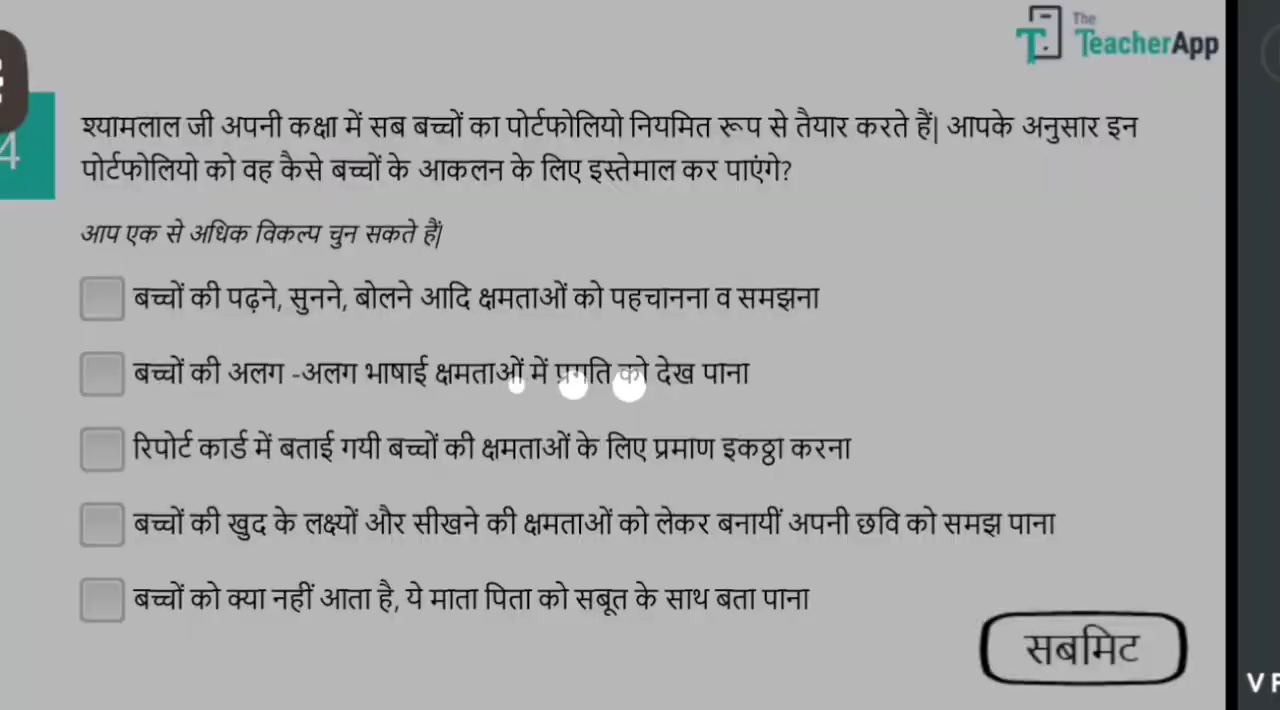 The
TeacherApp
4
श्यामलाल जी अपनी कक्षा में सब बच्चों का पोर्टफोलियो नियमित रूप से तैयार करते हैं| आपके अनुसार इन
पोर्टफोलियो को वह कैसे बच्चों के आकलन के लिए इस्तेमाल कर पाएंगे?
आप एक से अधिक विकल्प चुन सकते हैं|
बच्चों की पढ़ने, सुनने, बोलने आदि क्षमताओं को पहचानना व समझना
बच्चों की अलग -अलग भाषाई क्षमताओं में प्रगति को देख पाना
रिपोर्ट कार्ड में बताई गयी बच्चों की क्षमताओं के लिए प्रमाण इकठ्ठा करना
बच्चों की खुद के लक्ष्यों और सीखने की क्षमताओं को लेकर बनायीं अपनी छवि को समझ पाना
बच्चों को क्या नहीं आता है, ये माता पिता को सबूत के साथ बता पाना
सबमिट